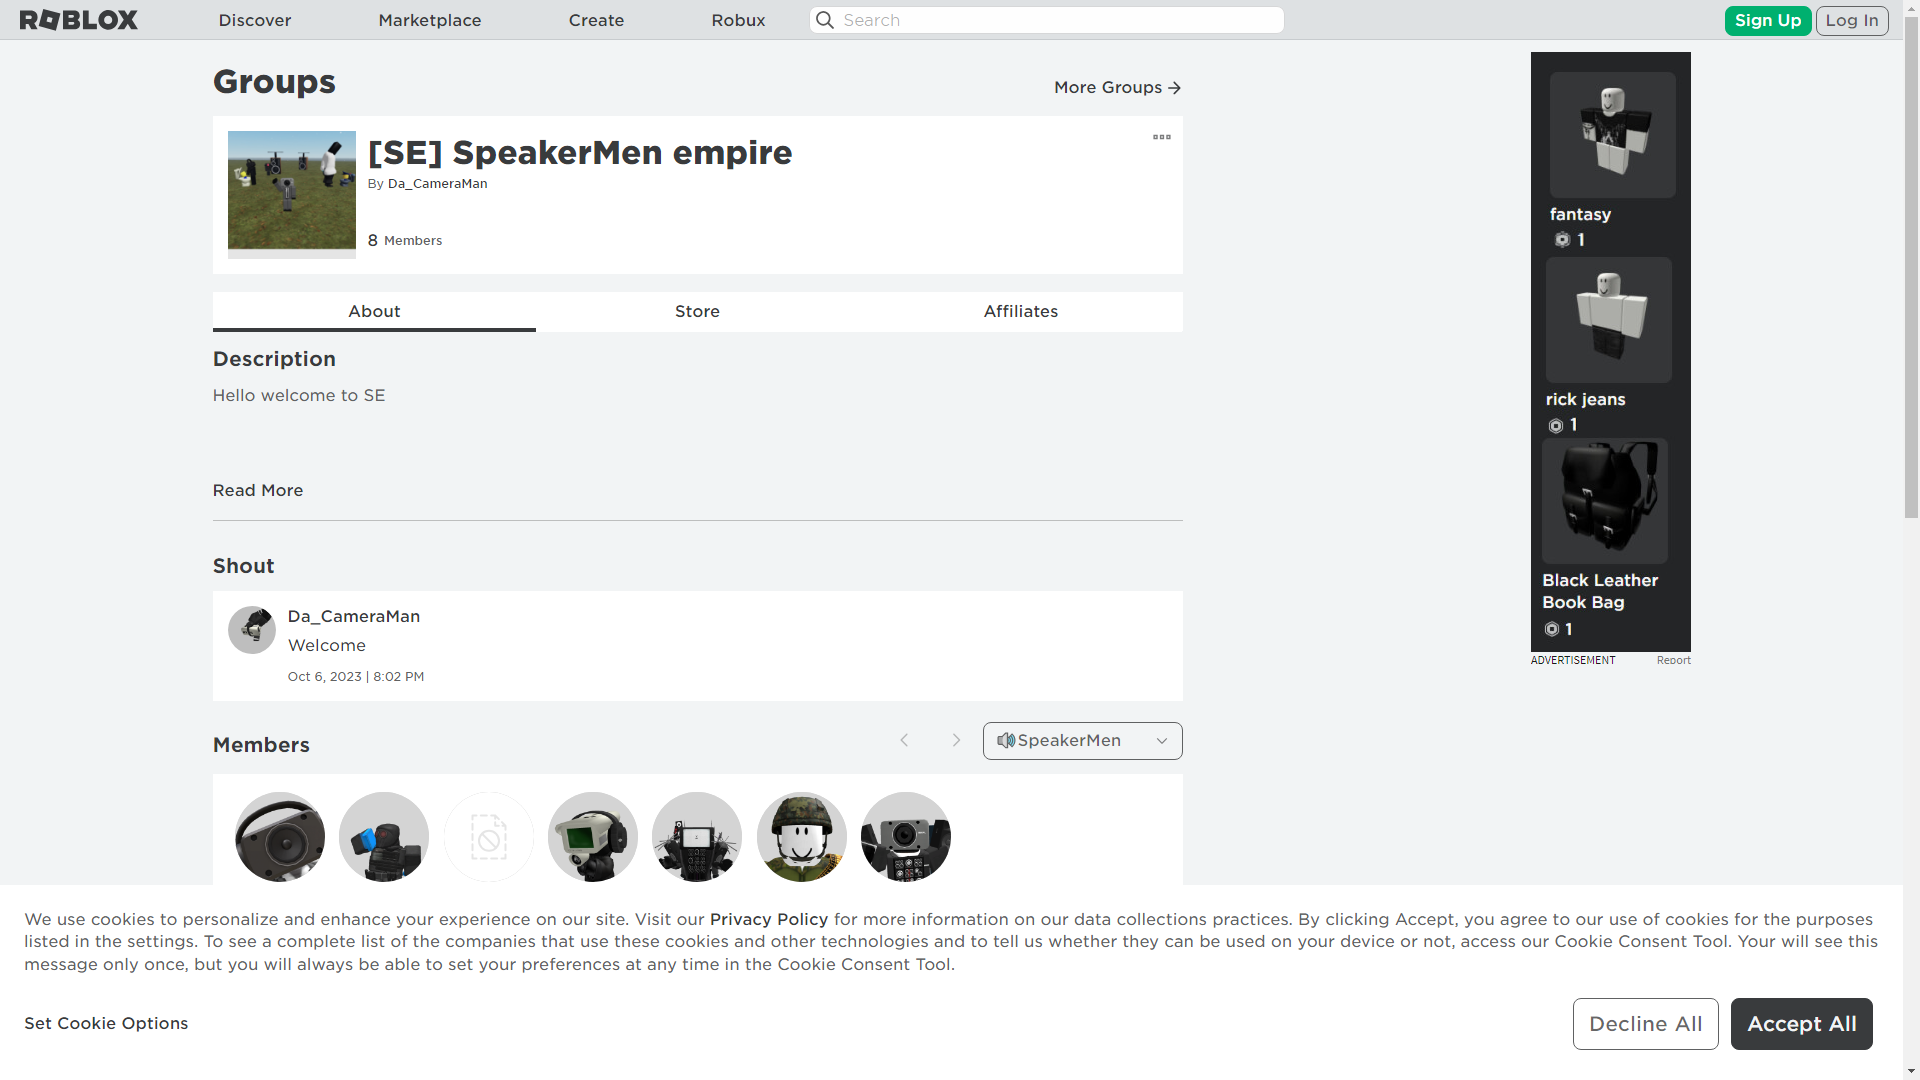 ROBLOX
Discover
Marketplace
Create
Robux
Search
Sign Up
Log In
Groups
More Groups
[SE] SpeakerMen empire
By Da_CameraMan
8 Members
About
Store
Affiliates
Description
Hello welcome to SE
Read More
Shout
Da_CameraMan
Welcome
Oct 6, 2023 | 8:02 PM
Members
SpeakerMen
fantasy
1
rick jeans
1
Black Leather
Book Bag
1
ADVERTISEMENT
Report
We use cookies to personalize and enhance your experience on our site. Visit our Privacy Policy for more information on our data collections practices. By clicking Accept, you agree to our use of cookies for the purposes
listed in the settings. To see a complete list of the companies that use these cookies and other technologies and to tell us whether they can be used on your device or not, access our Cookie Consent Tool. Your will see this
message only once, but you will always be able to set your preferences at any time in the Cookie Consent Tool.
Set Cookie Options
Decline All
Accept All